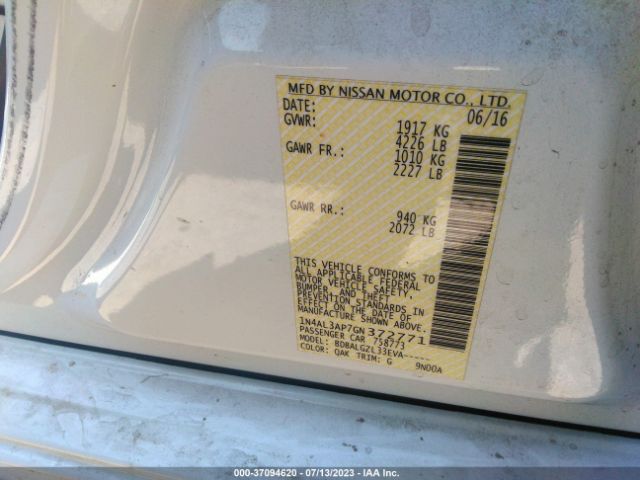 MFD BY NISSAN MOTOR CO., LTD.
DATE: 06/16
GVWR: 1917 KG
4226 LB
GAWR FR.: 1010 KG
2227 LB
GAWR RR.: 940 KG
2072 LB
THIS VEHICLE CONFORMS TO
ALL APPLICABLE FEDERAL
MOTOR VEHICLE SAFETY,
BUMPER, AND THEFT
PREVENTION STANDARDS IN
EFFECT ON THE DATE OF
MANUFACTURE SHOWN ABOVE.
1N4AL3AP7GN372771
PASSENGER CAR 758773
MODEL: BDBALGZL33EVA-----
COLOR: QAK TRIM: G 9N00A
000-37094620 - 07/13/2023 - IAA Inc.